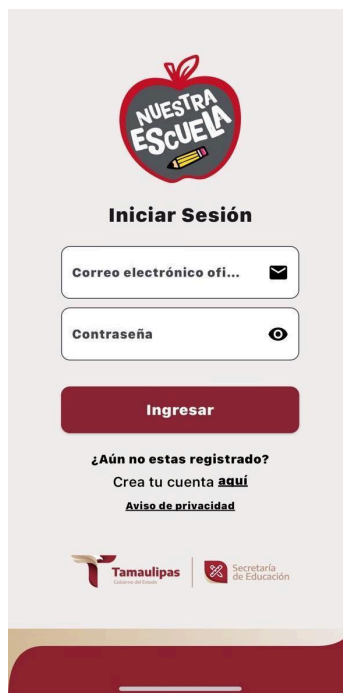 NUESTRA
ESCUELA
Iniciar Sesión
Correo electrónico ofi...
Contraseña
Ingresar
¿Aún no estas registrado?
Crea tu cuenta aquí
Aviso de privacidad
Tamaulipas
Gobierno del Estado
Secretaría
de Educación